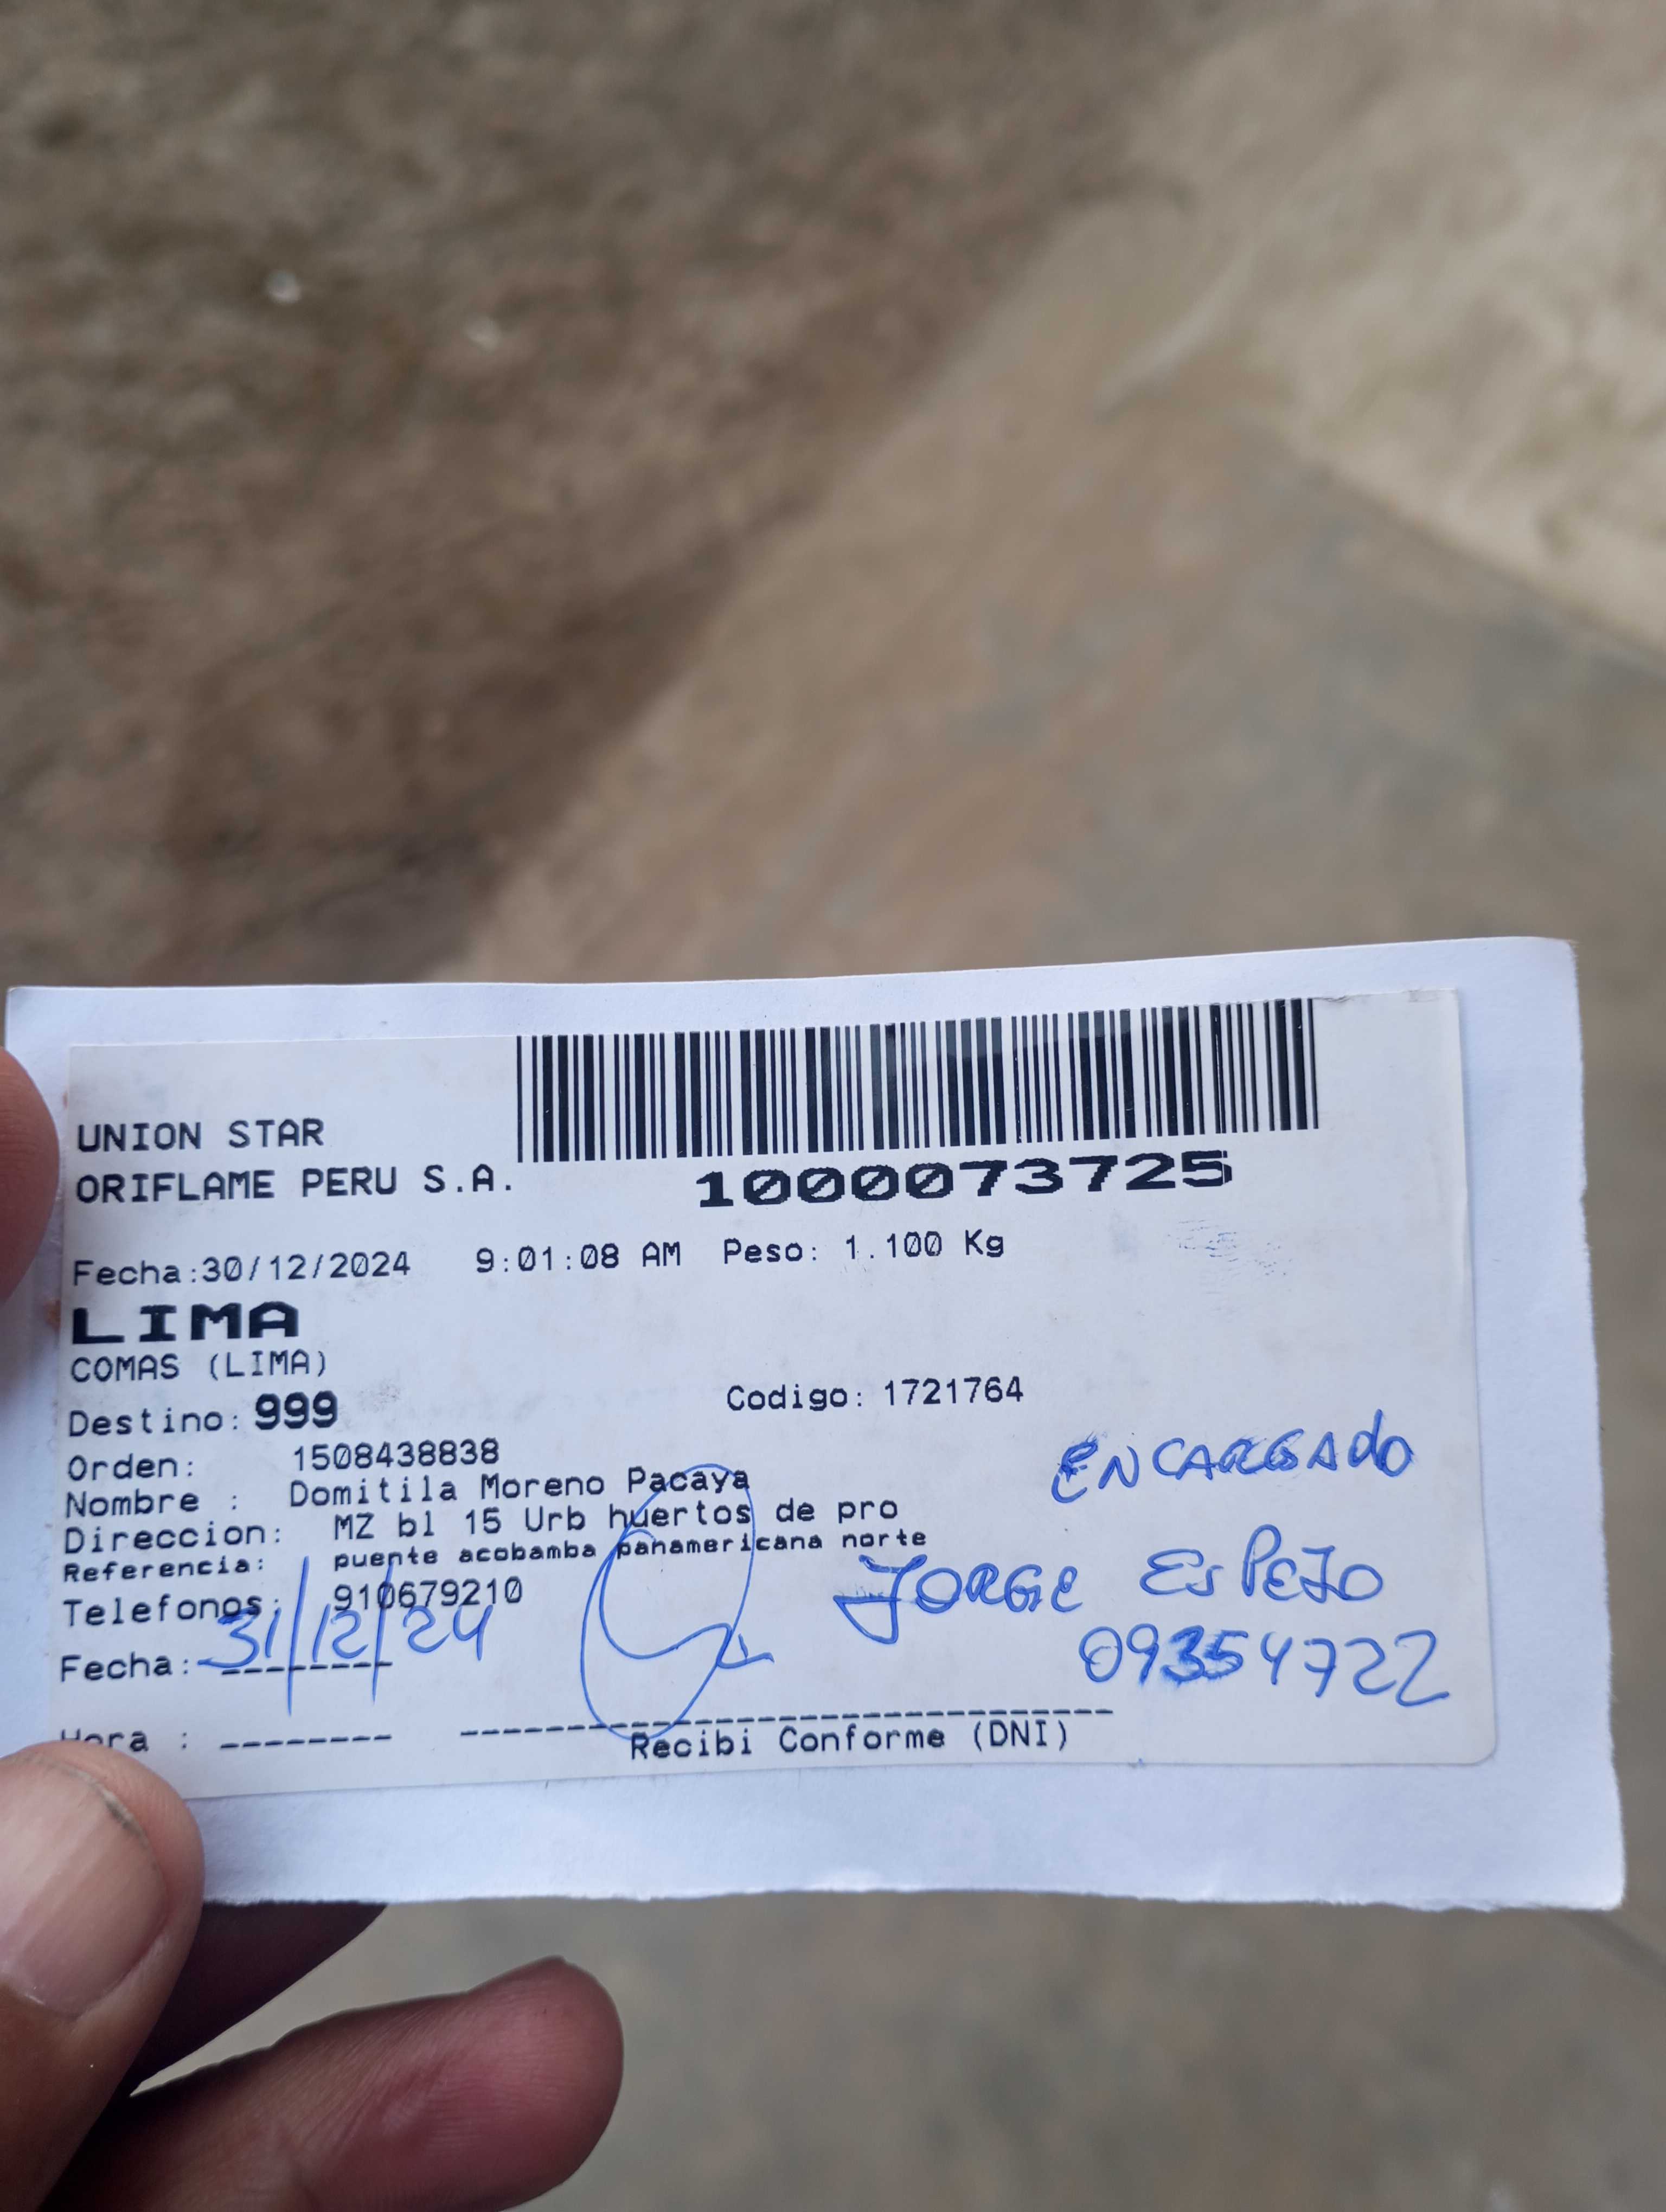 UNION STAR
ORIFLAME PERU S.A.
1000073725
Fecha:30/12/2024 9:01:08 AM Peso: 1.100 Kg
LIMA
COMAS (LIMA)
Destino: 999
Codigo: 1721764
Orden: 1508438838
Nombre : Domitila Moreno Pacaya
Direccion: MZ bl 15 Urb huertos de pro
Referencia: puente acobamba panamericana norte
Telefonos: 910679210
Fecha: 31/12/24
Hora :
Recibi Conforme (DNI)
ENCARGADO
JORGE EsPEJO
09354722